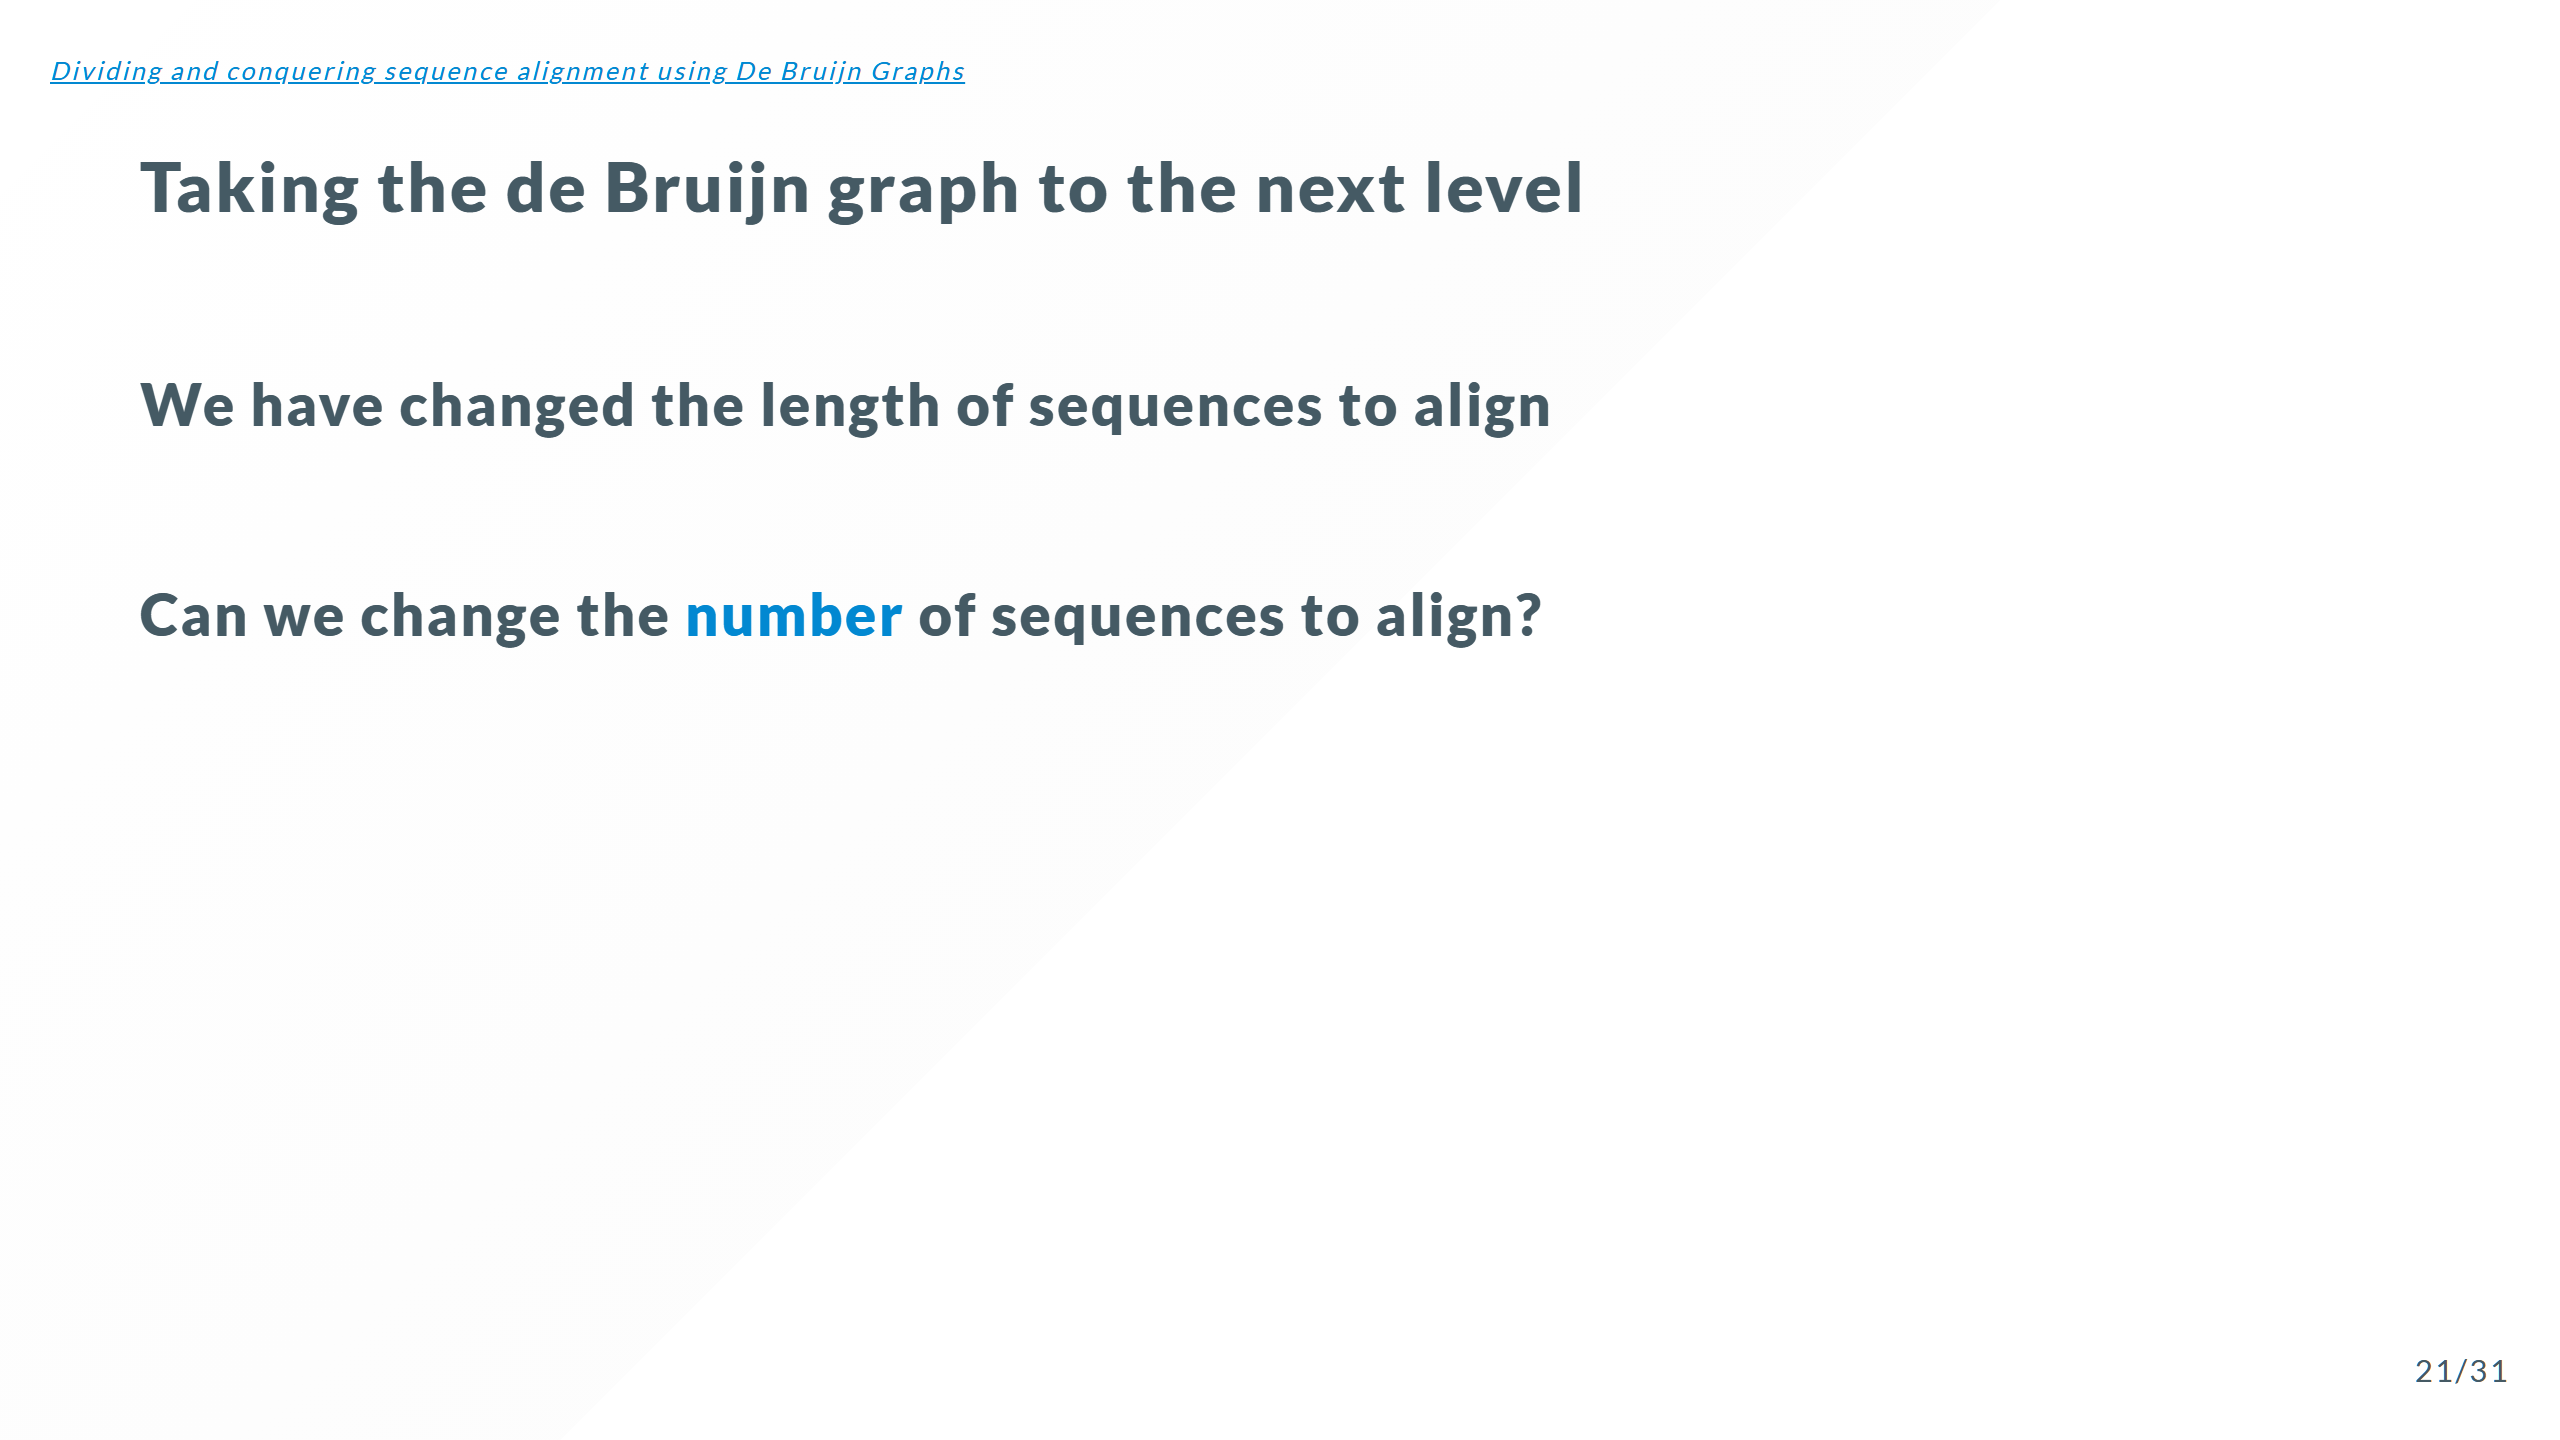 Dividing and conquering sequence alignment using De Bruijn Graphs
Taking the de Bruijn graph to the next level
We have changed the length of sequences to align
Can we change the number of sequences to align?
21/31